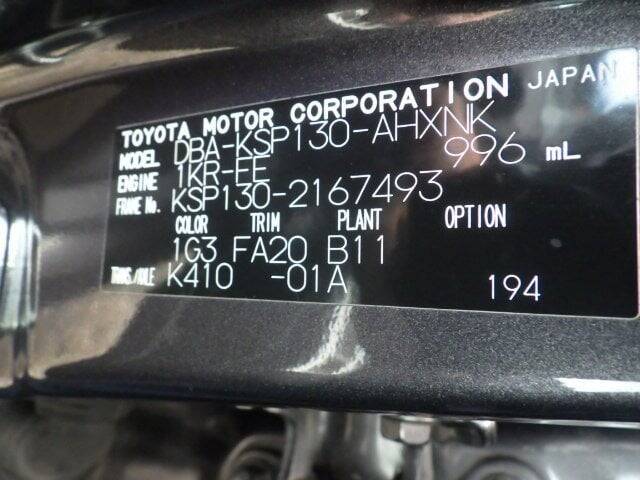 TOYOTA MOTOR CORPORATION JAPAN
MODEL DBA-KSP130-AHXNK
ENGINE 1KR-FE 996 mL
FRAME No. KSP130-2167493
COLOR TRIM PLANT OPTION
1G3 FA20 B11
TRANS./AXLE K410 -01A 194